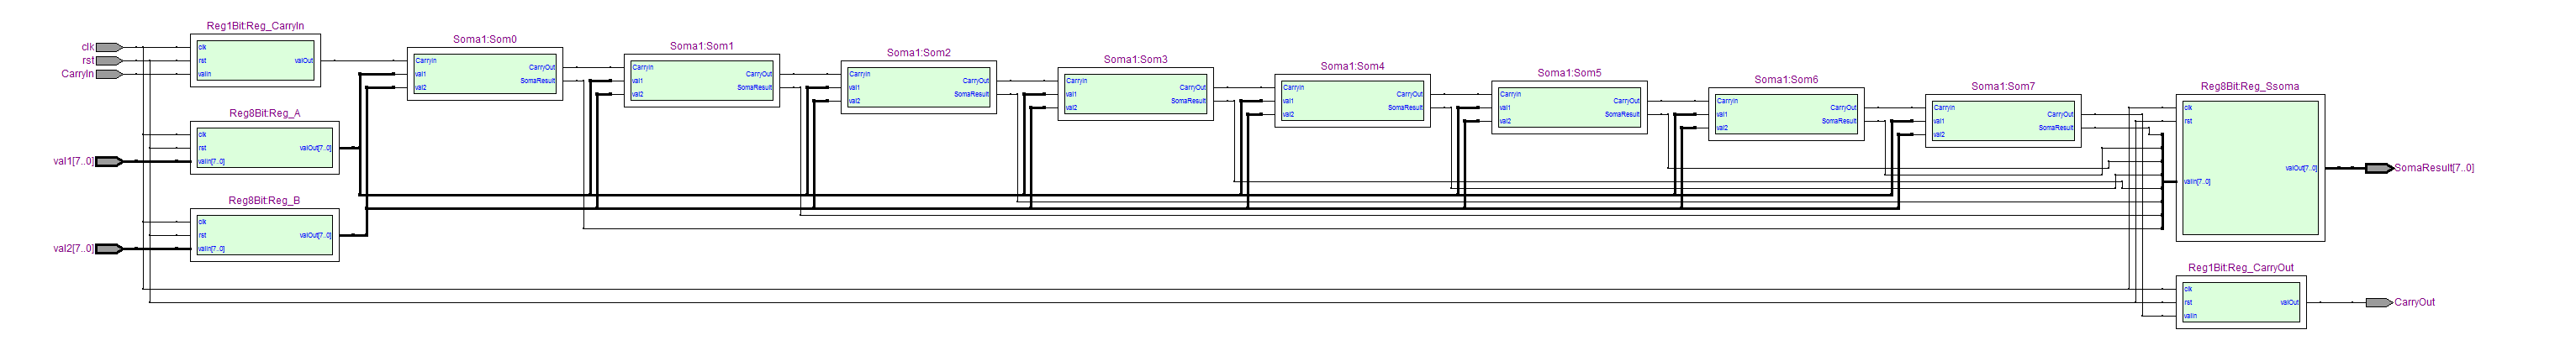 clk
rst
CarryIn
val1[7..0]
val2[7..0]
Reg1Bit:Reg_CarryIn
clk
rst
valIn
valOut
Reg8Bit:Reg_A
clk
rst
valIn[7..0]
valOut[7..0]
Reg8Bit:Reg_B
clk
rst
valIn[7..0]
valOut[7..0]
Soma1:Som0
CarryIn
val1
val2
CarryOut
SomaResult
Soma1:Som1
CarryIn
val1
val2
CarryOut
SomaResult
Soma1:Som2
CarryIn
val1
val2
CarryOut
SomaResult
Soma1:Som3
CarryIn
val1
val2
CarryOut
SomaResult
Soma1:Som4
CarryIn
val1
val2
CarryOut
SomaResult
Soma1:Som5
CarryIn
val1
val2
CarryOut
SomaResult
Soma1:Som6
CarryIn
val1
val2
CarryOut
SomaResult
Soma1:Som7
CarryIn
val1
val2
CarryOut
SomaResult
Reg8Bit:Reg_Ssoma
clk
rst
valIn[7..0]
valOut[7..0]
SomaResult[7..0]
Reg1Bit:Reg_CarryOut
clk
rst
valIn
valOut
CarryOut